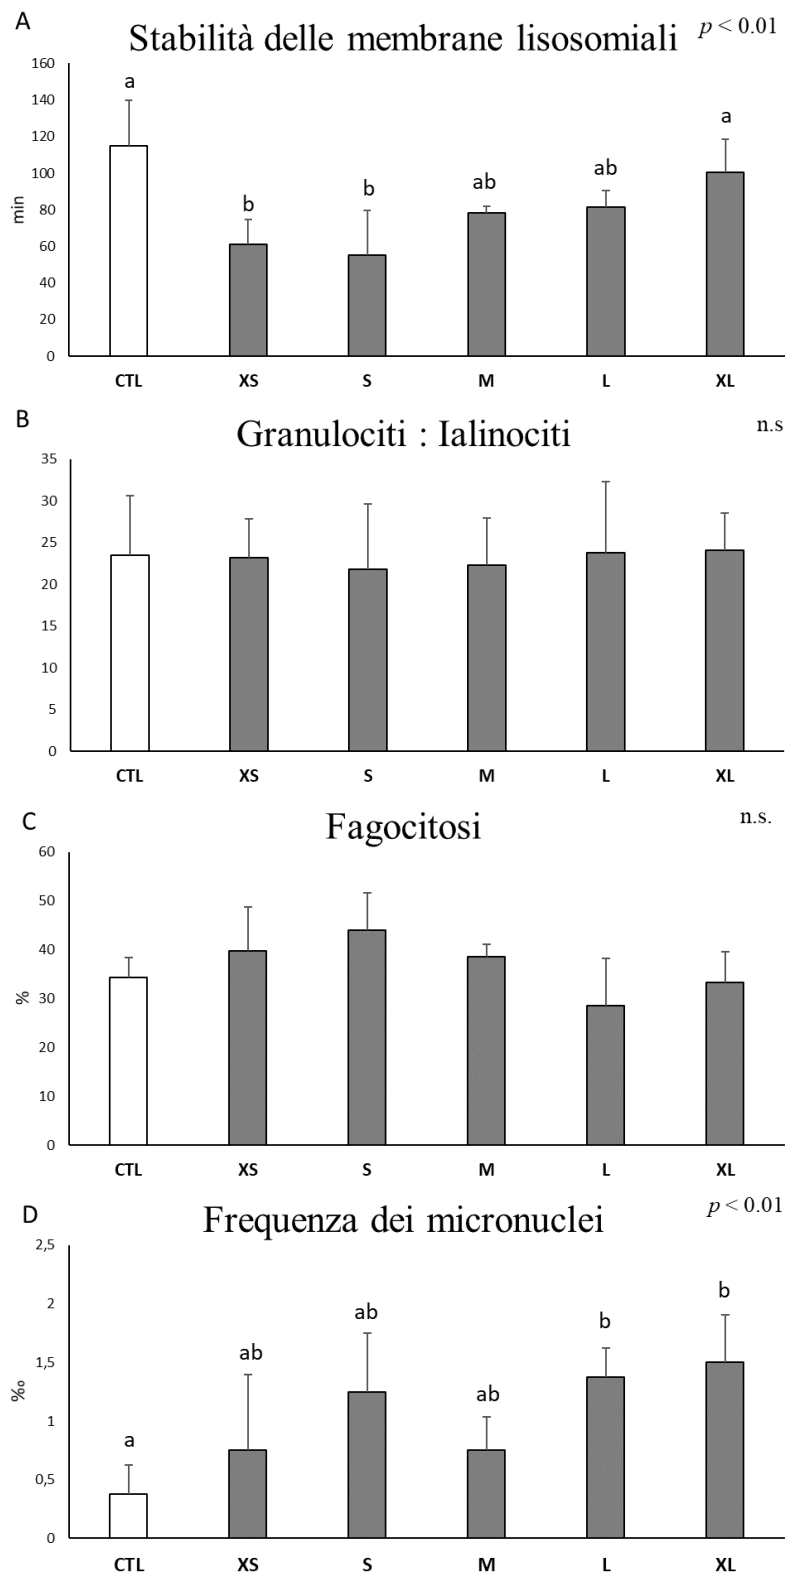 A
Stabilità delle membrane lisosomiali
p < 0.01
160
140
120
100
80
60
40
20
0
min
a
b
b
ab
ab
a
CTL XS S M L XL
B
Granulociti : Ialinociti
n.s
35
30
25
20
15
10
5
0
CTL XS S M L XL
C
Fagocitosi
n.s.
60
50
40
30
20
10
0
%
CTL XS S M L XL
D
Frequenza dei micronuclei
p < 0.01
2,5
2
1,5
1
0,5
0
‰
a
ab
ab
ab
b
b
CTL XS S M L XL